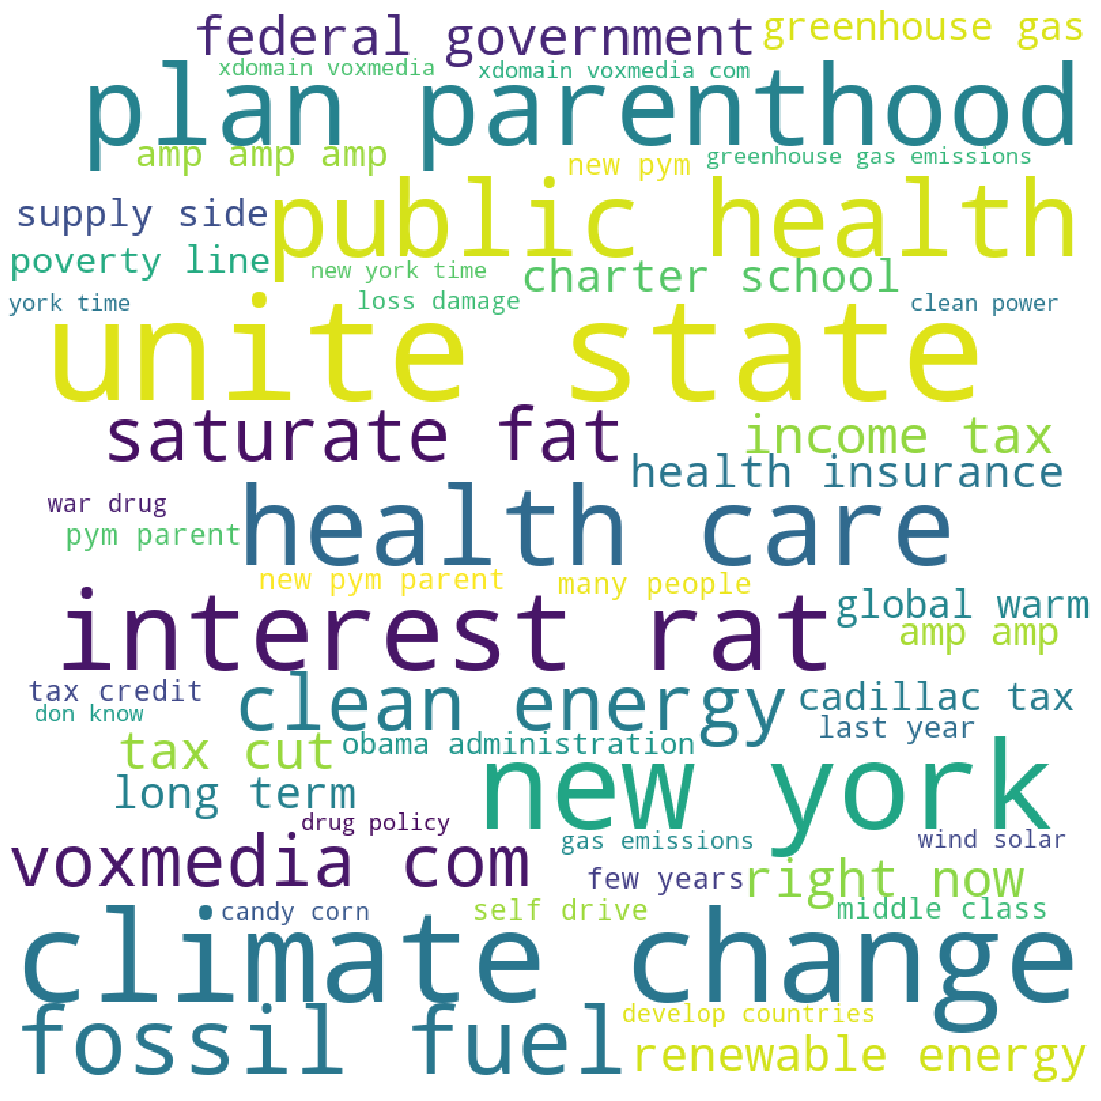 federal government
greenhouse gas
xdomain voxmedia
xdomain voxmedia com
plan parenthood
amp amp amp
new pym
greenhouse gas emissions
supply side
public health
poverty line
new york time
charter school
york time
loss damage
clean power
unite state
saturate fat
income tax
health insurance
war drug
health care
pym parent
new pym parent
many people
interest rat
global warm
amp amp
tax credit
clean energy
cadillac tax
don know
last year
tax cut
obama administration
new york
long term
drug policy
gas emissions
wind solar
voxmedia com
few years
right now
candy corn
self drive
middle class
climate change
fossil fuel
develop countries
renewable energy